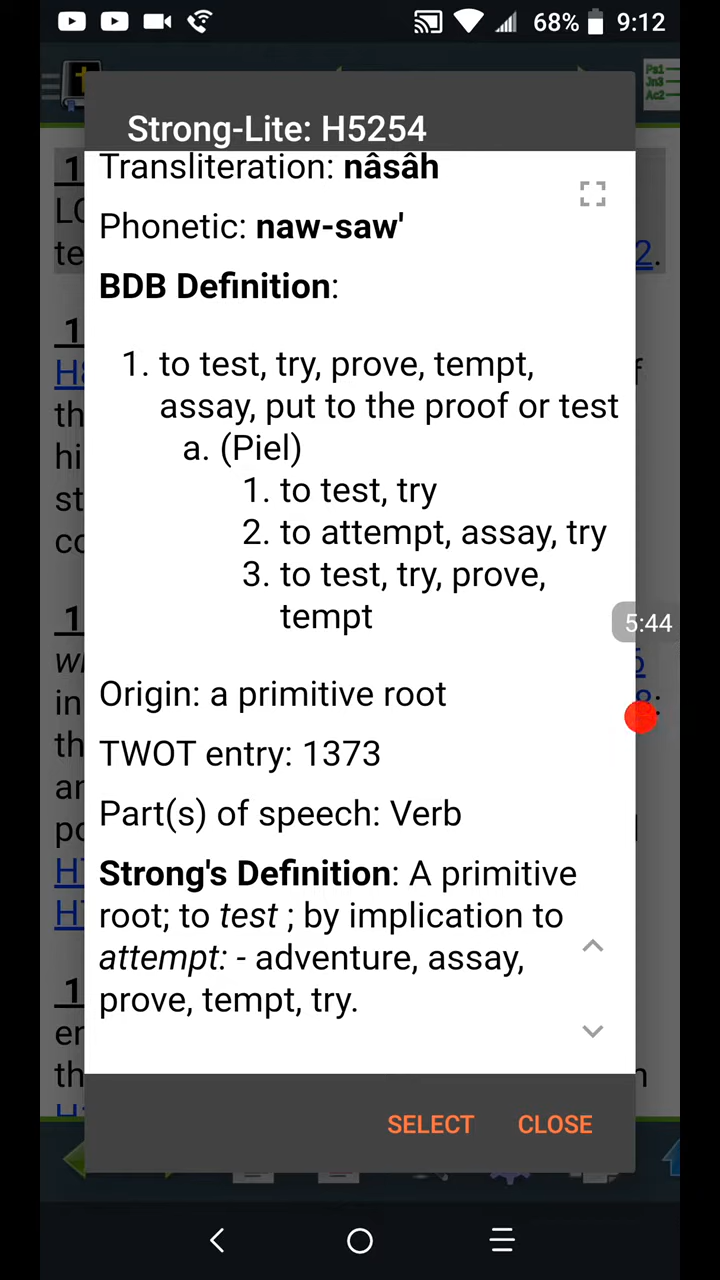 68% 9:12
Ps1
Jn3
Ac2
Strong-Lite: H5254
Transliteration: nâsâh
Phonetic: naw-saw'
BDB Definition:
1. to test, try, prove, tempt,
assay, put to the proof or test
a. (Piel)
1. to test, try
2. to attempt, assay, try
3. to test, try, prove,
tempt
5:44
Origin: a primitive root
TWOT entry: 1373
Part(s) of speech: Verb
Strong's Definition: A primitive
root; to test ; by implication to
attempt: - adventure, assay,
prove, tempt, try.
SELECT CLOSE